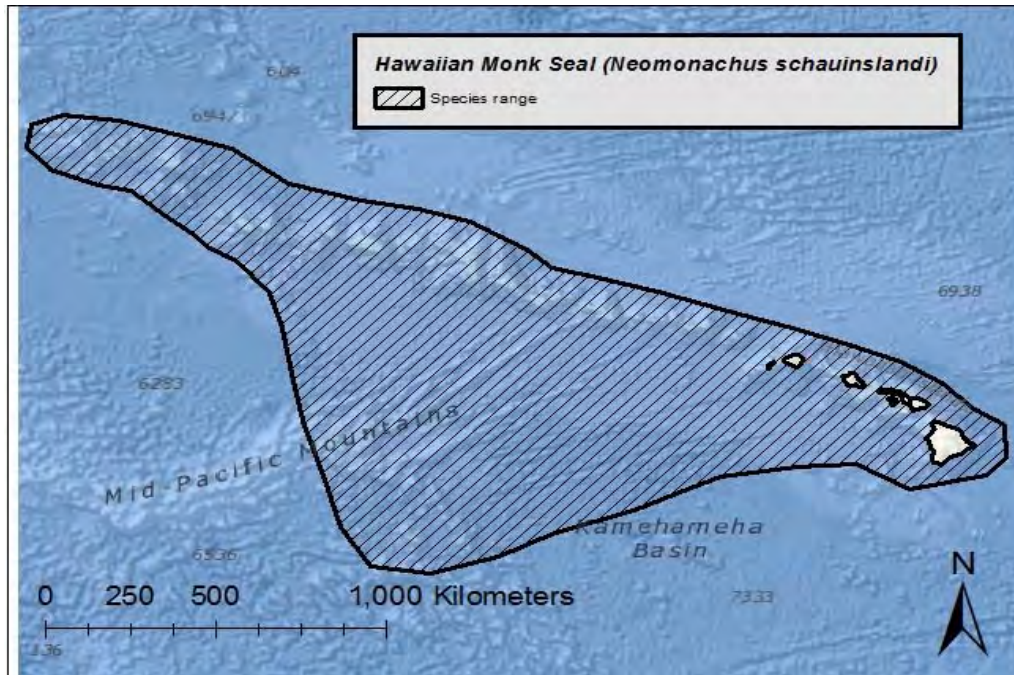 Hawaiian Monk Seal (Neomonachus schauinslandi)
Species range
6938
6283
Mid-Pacific Mountains
Kamehameha
Basin
N
0 250 500 1,000 Kilometers
7333